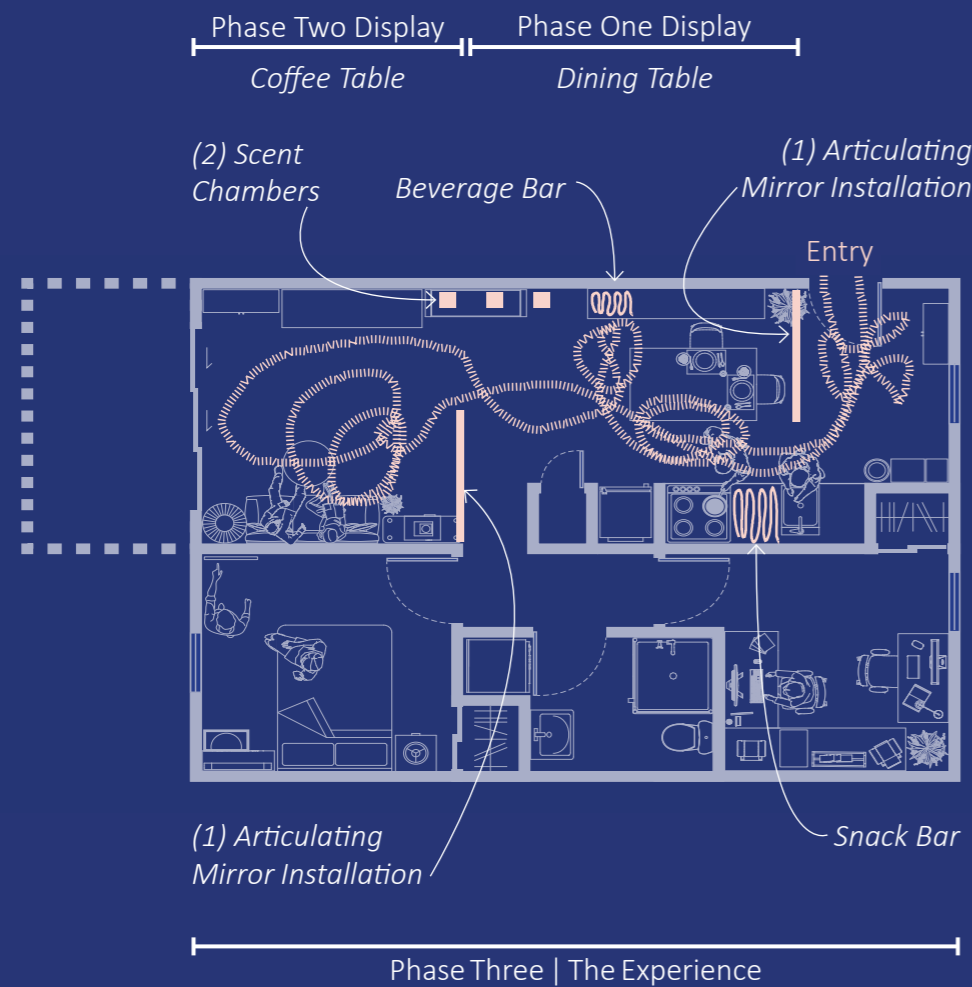 Phase Two Display
Phase One Display
Coffee Table
Dining Table
(2) Scent
Chambers
Beverage Bar
(1) Articulating
Mirror Installation
Entry
(1) Articulating
Mirror Installation
Snack Bar
Phase Three | The Experience